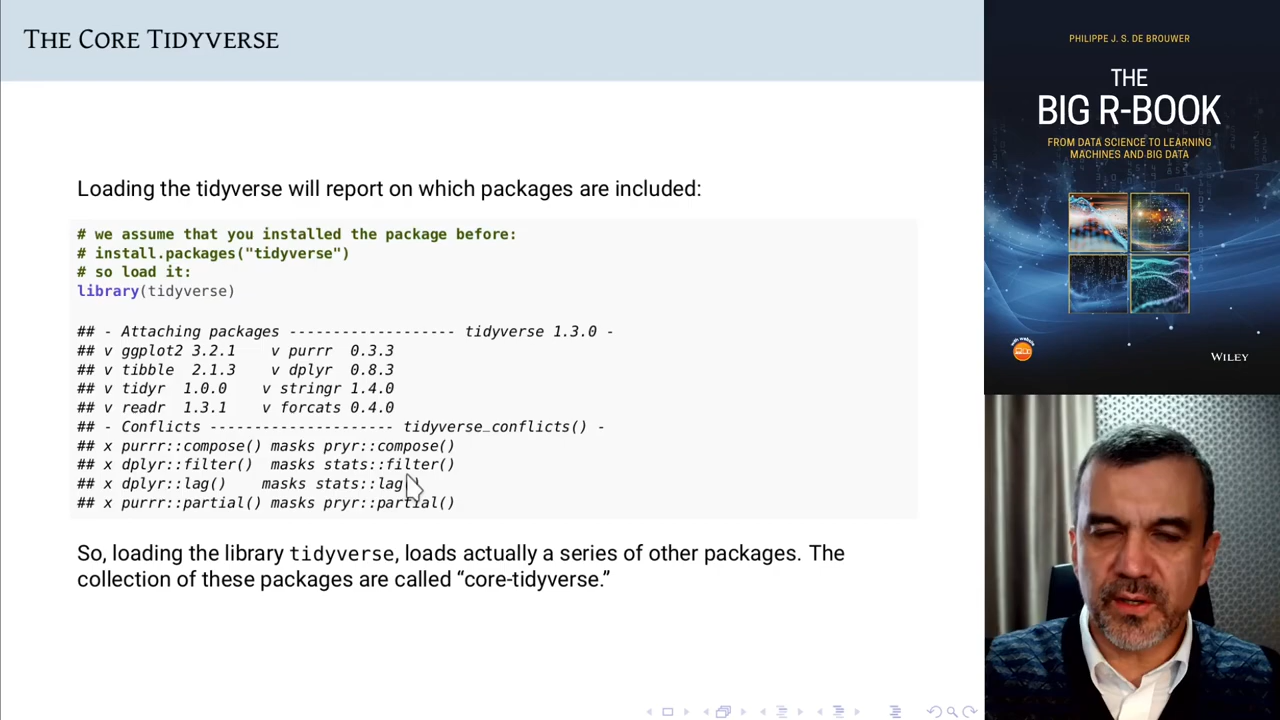 THE CORE TIDYVERSE
Loading the tidyverse will report on which packages are included:
# we assume that you installed the package before:
# install.packages("tidyverse")
# so load it:
library(tidyverse)
## - Attaching packages ------------------- tidyverse 1.3.0 -
## v ggplot2 3.2.1    v purrr  0.3.3
## v tibble  2.1.3    v dplyr  0.8.3
## v tidyr  1.0.0    v stringr 1.4.0
## v readr  1.3.1    v forcats 0.4.0
## - Conflicts -------------------- tidyverse_conflicts() -
## x purrr::compose() masks pryr::compose()
## x dplyr::filter()  masks stats::filter()
## x dplyr::lag()    masks stats::lag()
## x purrr::partial() masks pryr::partial()
So, loading the library tidyverse, loads actually a series of other packages. The
collection of these packages are called “core-tidyverse.”
PHILIPPE J. S. DE BROUWER
THE
BIG R-BOOK
FROM DATA SCIENCE TO LEARNING
MACHINES AND BIG DATA
WILEY